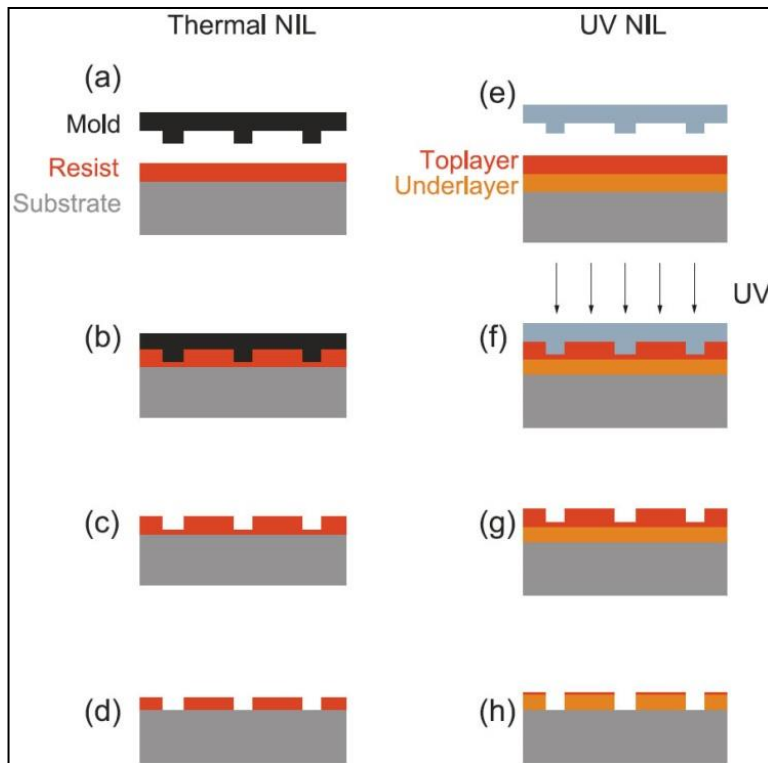 Thermal NIL
UV NIL
(a)
Mold
Resist
Substrate
(b)
(c)
(d)
(e)
Toplayer
Underlayer
UV
(f)
(g)
(h)